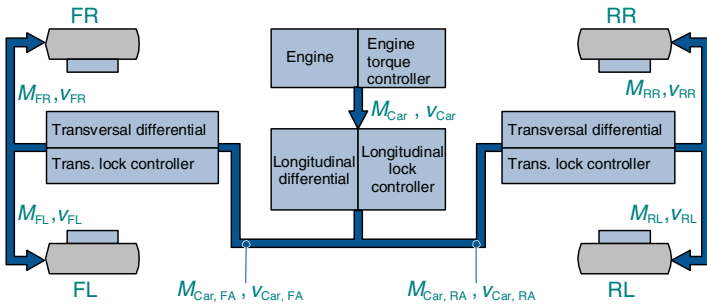 FR
RR
Engine
Engine
torque
controller
M_FR, v_FR
M_Car , v_Car
M_RR, v_RR
Transversal differential
Trans. lock controller
Longitudinal
differential
Longitudinal
lock
controller
Transversal differential
Trans. lock controller
M_FL, v_FL
M_RL, v_RL
FL
M_Car, FA , v_Car, FA
M_Car, RA , v_Car, RA
RL